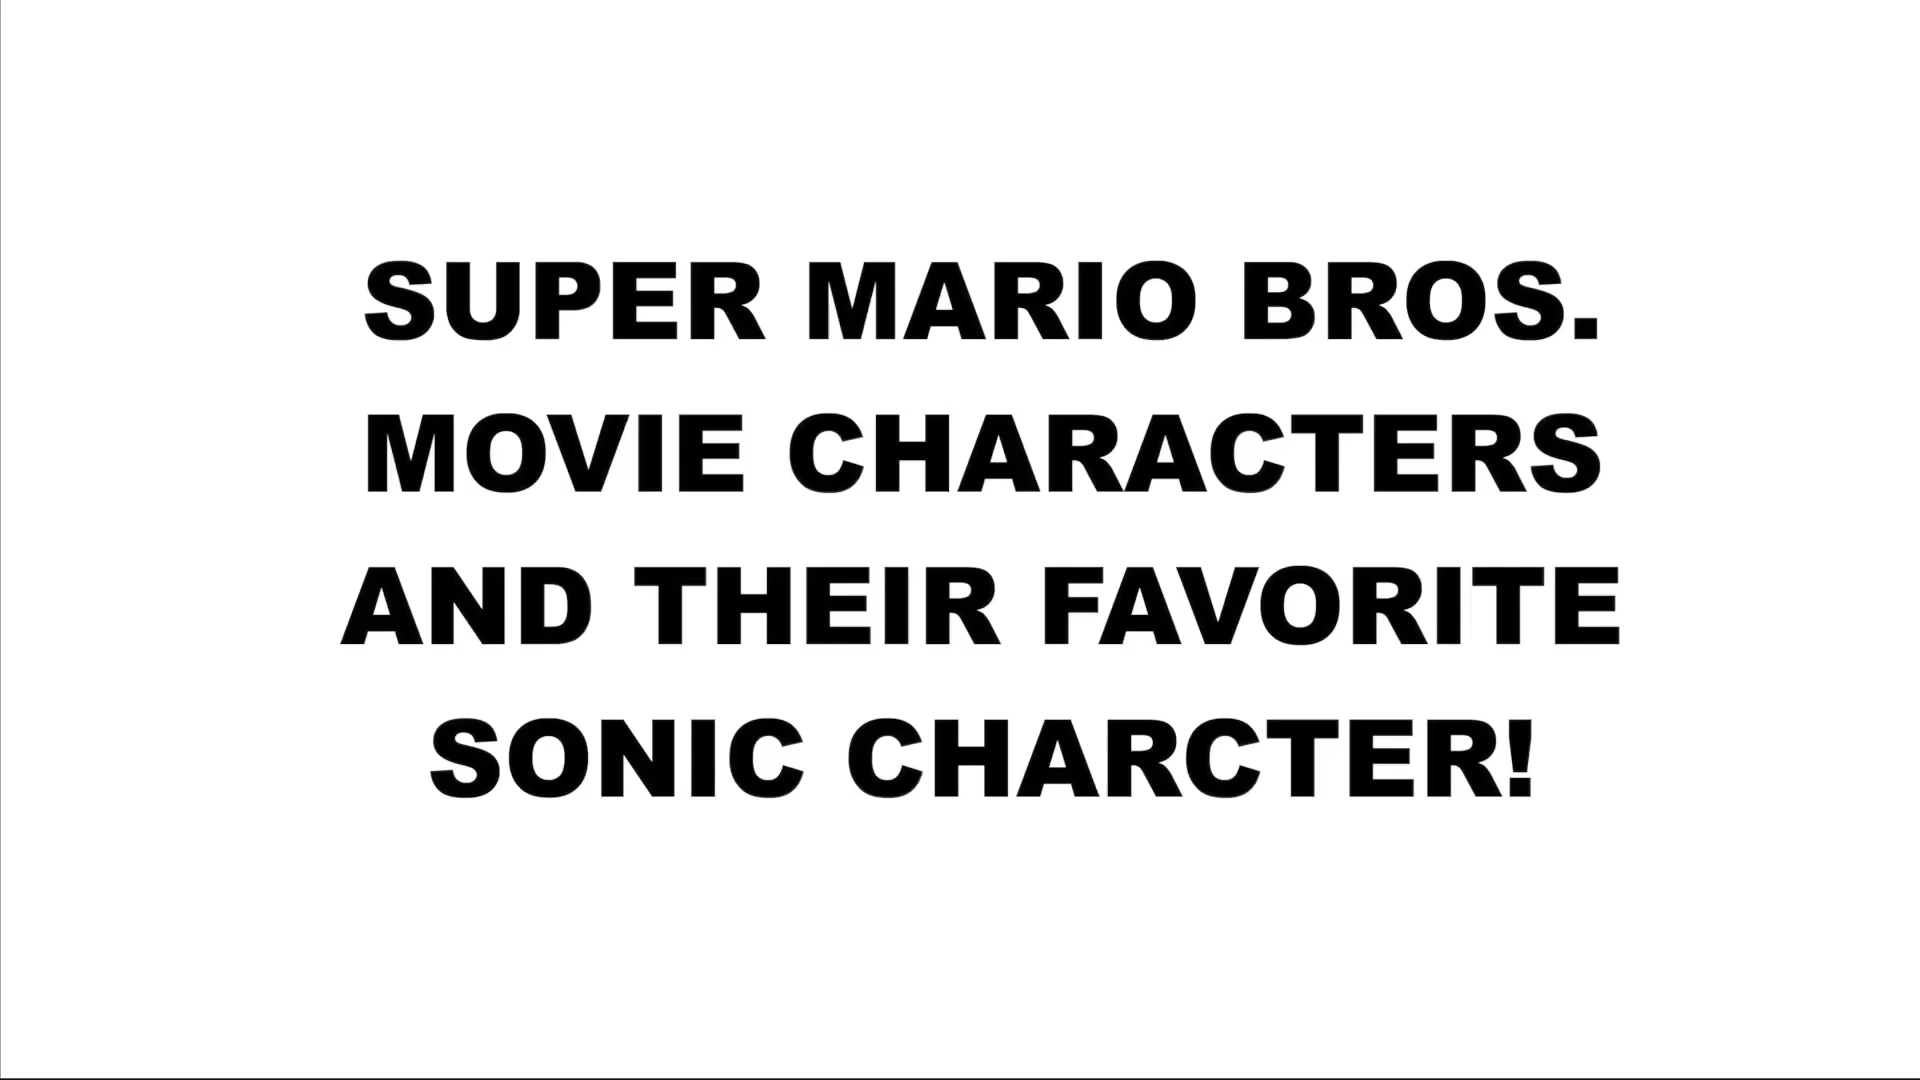 SUPER MARIO BROS.
MOVIE CHARACTERS
AND THEIR FAVORITE
SONIC CHARCTER!